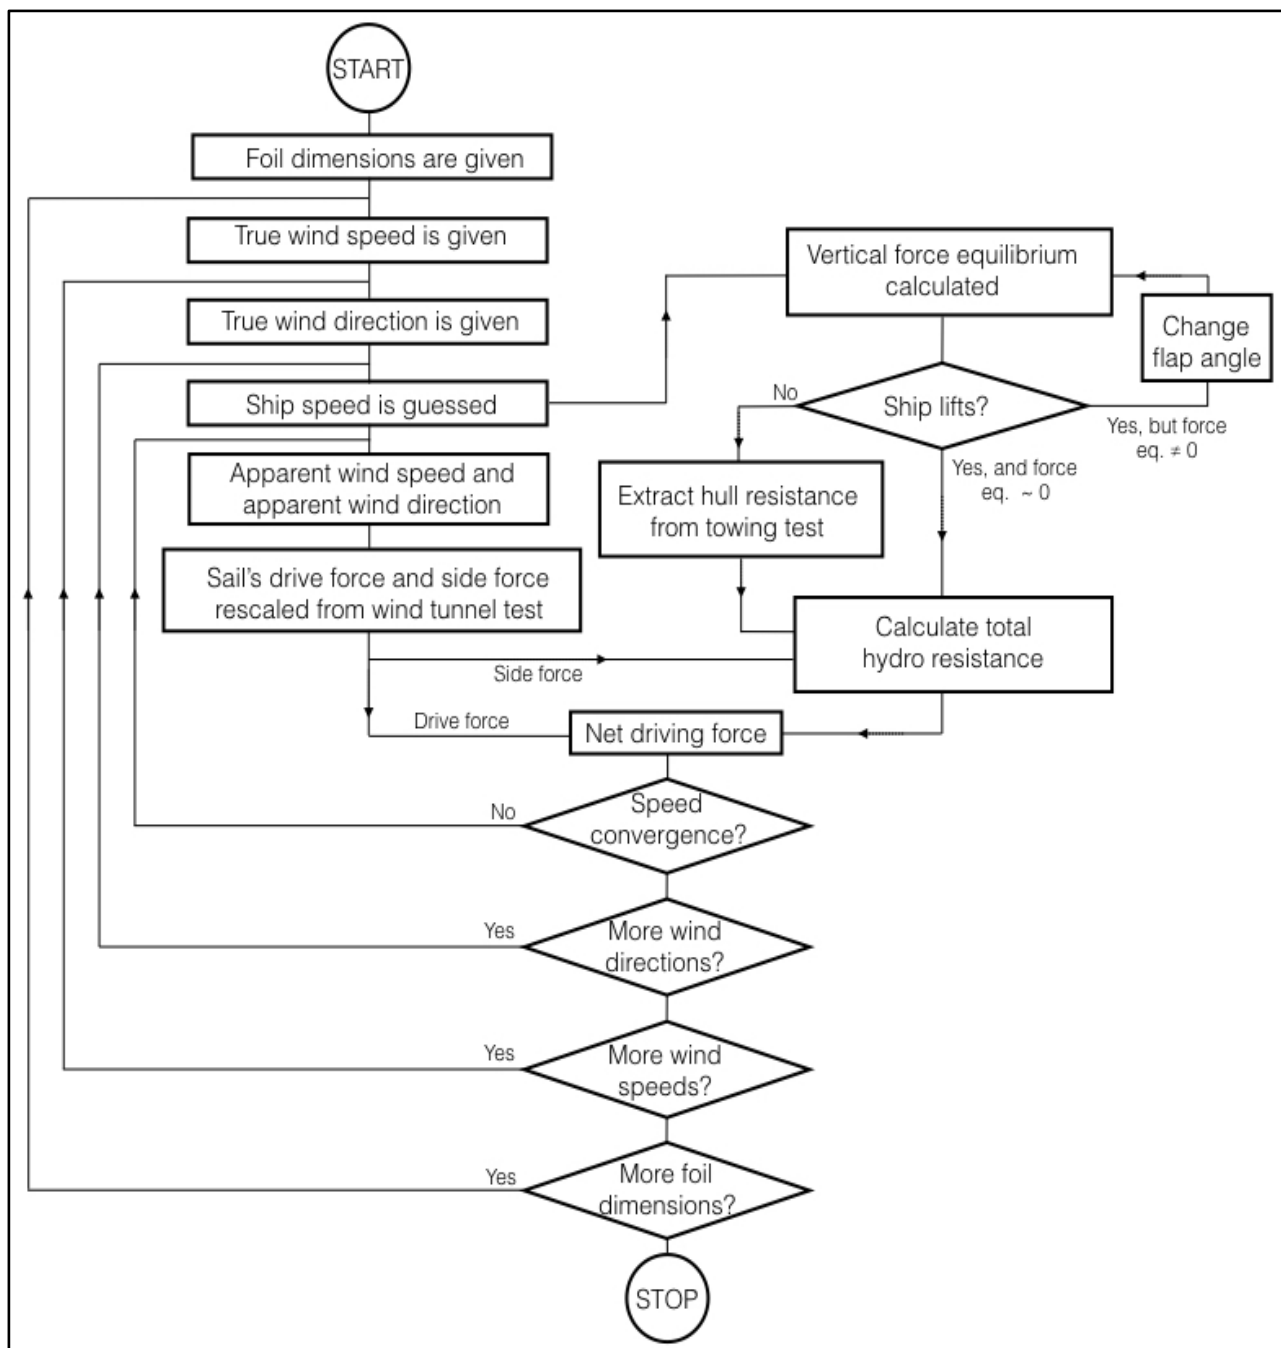 START
Foil dimensions are given
True wind speed is given
True wind direction is given
Ship speed is guessed
Apparent wind speed and
apparent wind direction
Sail's drive force and side force
rescaled from wind tunnel test
Vertical force equilibrium
calculated
Change
flap angle
Ship lifts?
No
Yes, but force
eq. ≠ 0
Yes, and force
eq. ~ 0
Extract hull resistance
from towing test
Calculate total
hydro resistance
Side force
Drive force
Net driving force
Speed
convergence?
No
More wind
directions?
Yes
More wind
speeds?
Yes
More foil
dimensions?
Yes
STOP